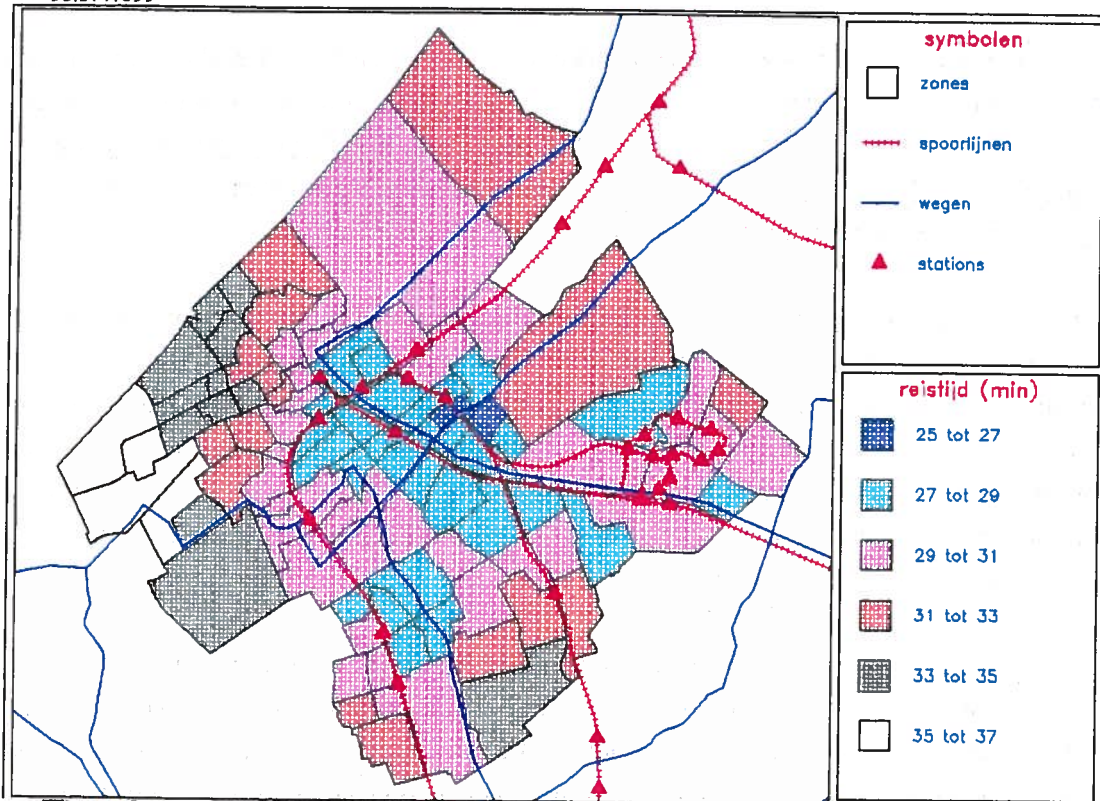 symbolen
zones
spoorlijnen
wegen
stations
reistijd (min)
25 tot 27
27 tot 29
29 tot 31
31 tot 33
33 tot 35
35 tot 37